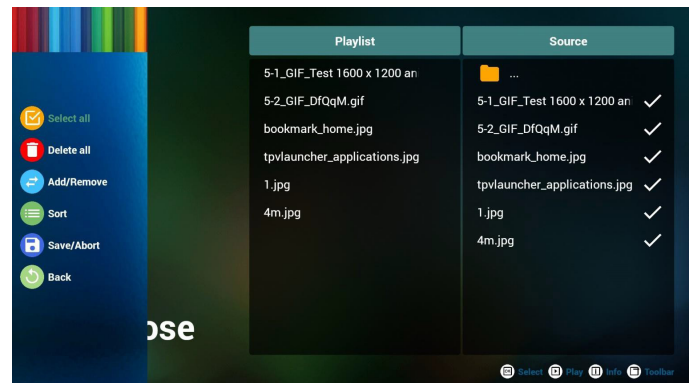 Select all
Delete all
Add/Remove
Sort
Save/Abort
Back
Playlist
5-1_GIF_Test 1600 x 1200 an
5-2_GIF_DfQqM.gif
bookmark_home.jpg
tpvlauncher_applications.jpg
1.jpg
4m.jpg
Source
...
5-1_GIF_Test 1600 x 1200 an
5-2_GIF_DfQqM.gif
bookmark_home.jpg
tpvlauncher_applications.jpg
1.jpg
4m.jpg
ose
Select Play Info Toolbar